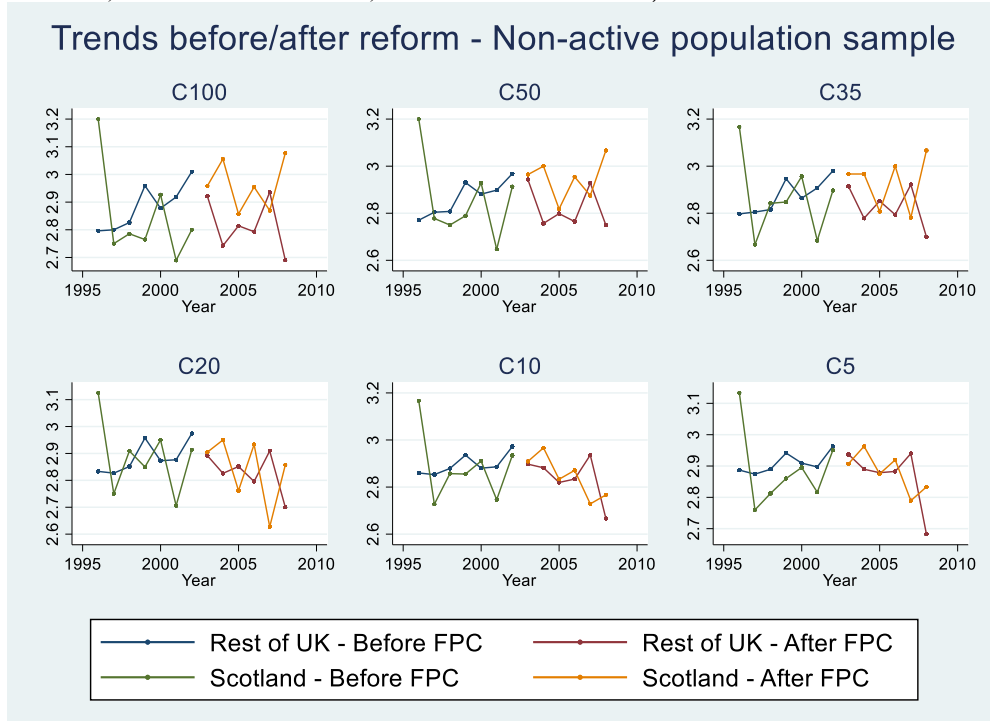 Trends before/after reform - Non-active population sample
C100
2.7 2.8 2.9 3 3.1 3.2
1995 2000 2005 2010
Year
C50
2.6 2.8 3 3.2
1995 2000 2005 2010
Year
C35
2.6 2.8 3 3.2
1995 2000 2005 2010
Year
C20
2.6 2.7 2.8 2.9 3 3.1
1995 2000 2005 2010
Year
C10
2.6 2.8 3 3.2
1995 2000 2005 2010
Year
C5
2.7 2.8 2.9 3 3.1
1995 2000 2005 2010
Year
Rest of UK - Before FPC
Rest of UK - After FPC
Scotland - Before FPC
Scotland - After FPC